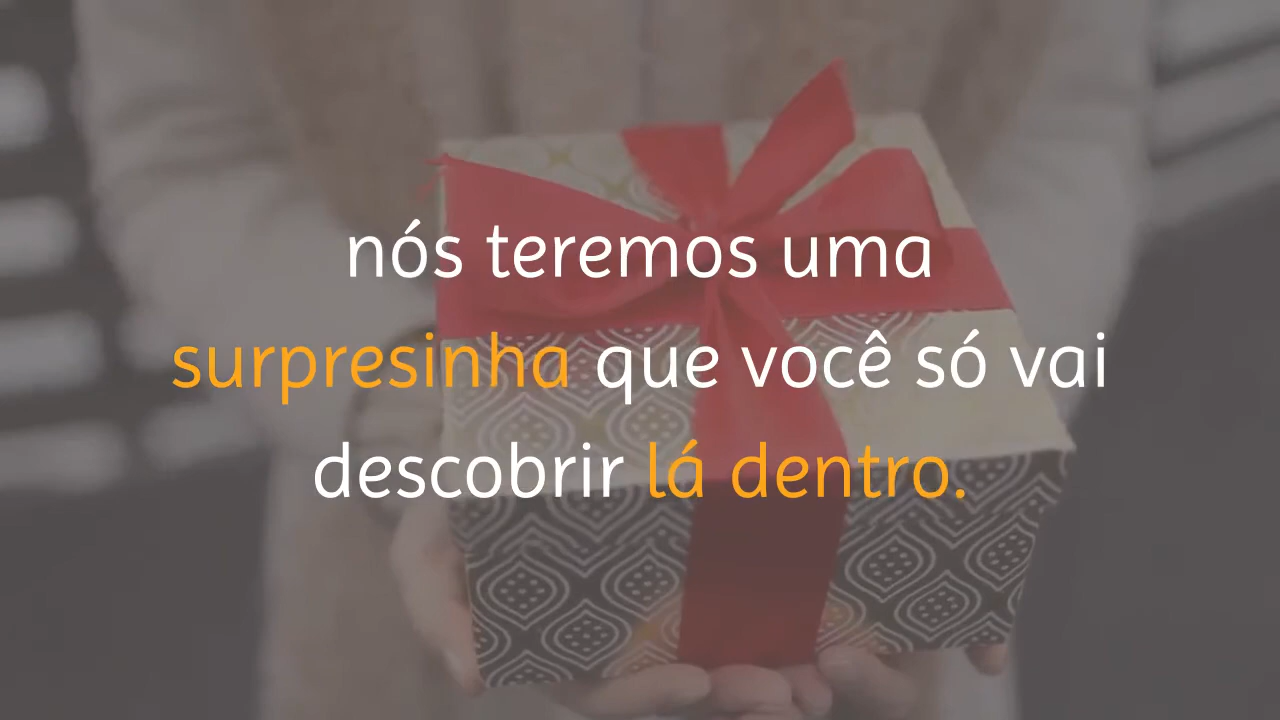 nós teremos uma
surpresinha que você só vai
descobrir lá dentro.